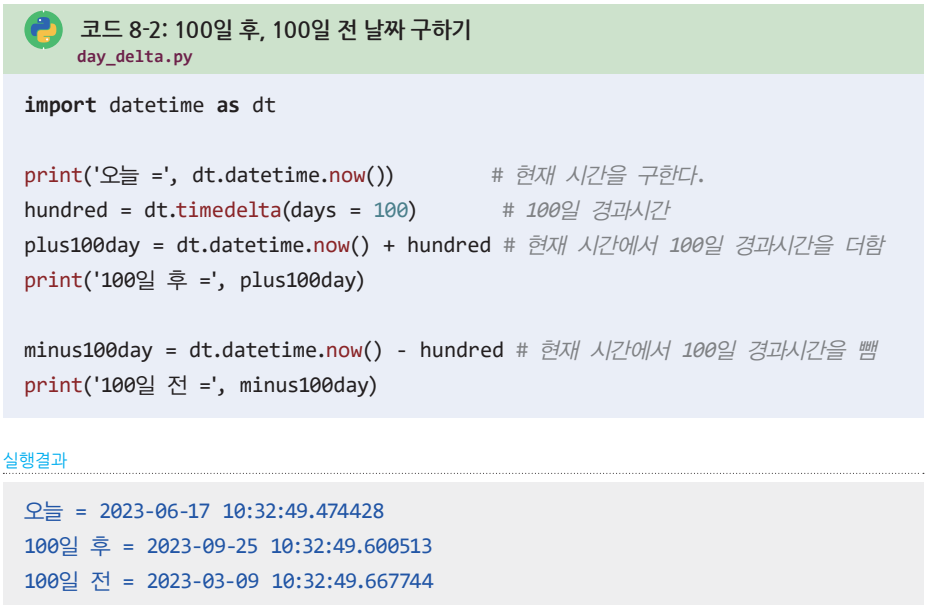 코드 8-2: 100일 후, 100일 전 날짜 구하기
day_delta.py
import datetime as dt
print('오늘 =', dt.datetime.now()) # 현재 시간을 구한다.
hundred = dt.timedelta(days = 100) # 100일 경과시간
plus100day = dt.datetime.now() + hundred # 현재 시간에서 100일 경과시간을 더함
print('100일 후 =', plus100day)
minus100day = dt.datetime.now() - hundred # 현재 시간에서 100일 경과시간을 뺌
print('100일 전 =', minus100day)
실행결과
오늘 = 2023-06-17 10:32:49.474428
100일 후 = 2023-09-25 10:32:49.600513
100일 전 = 2023-03-09 10:32:49.667744